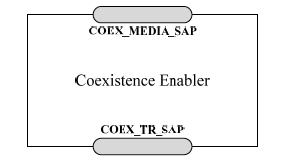 COEX_MEDIA_SAP
Coexistence Enabler
COEX_TR_SAP